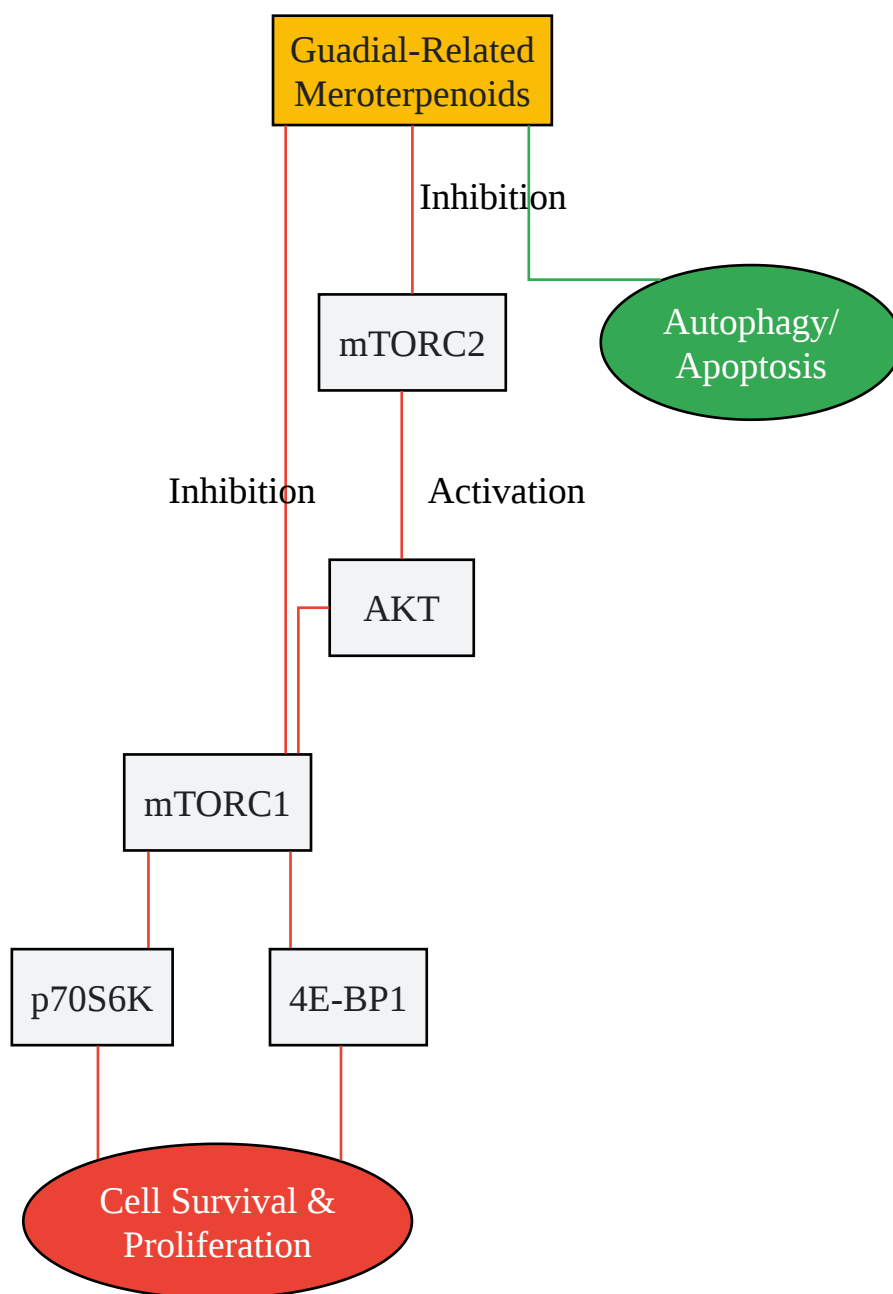 Guadial-Related
Meroterpenoids
Inhibition
Autophagy/
Apoptosis
mTORC2
Inhibition
Activation
AKT
mTORC1
p70S6K
4E-BP1
Cell Survival &
Proliferation